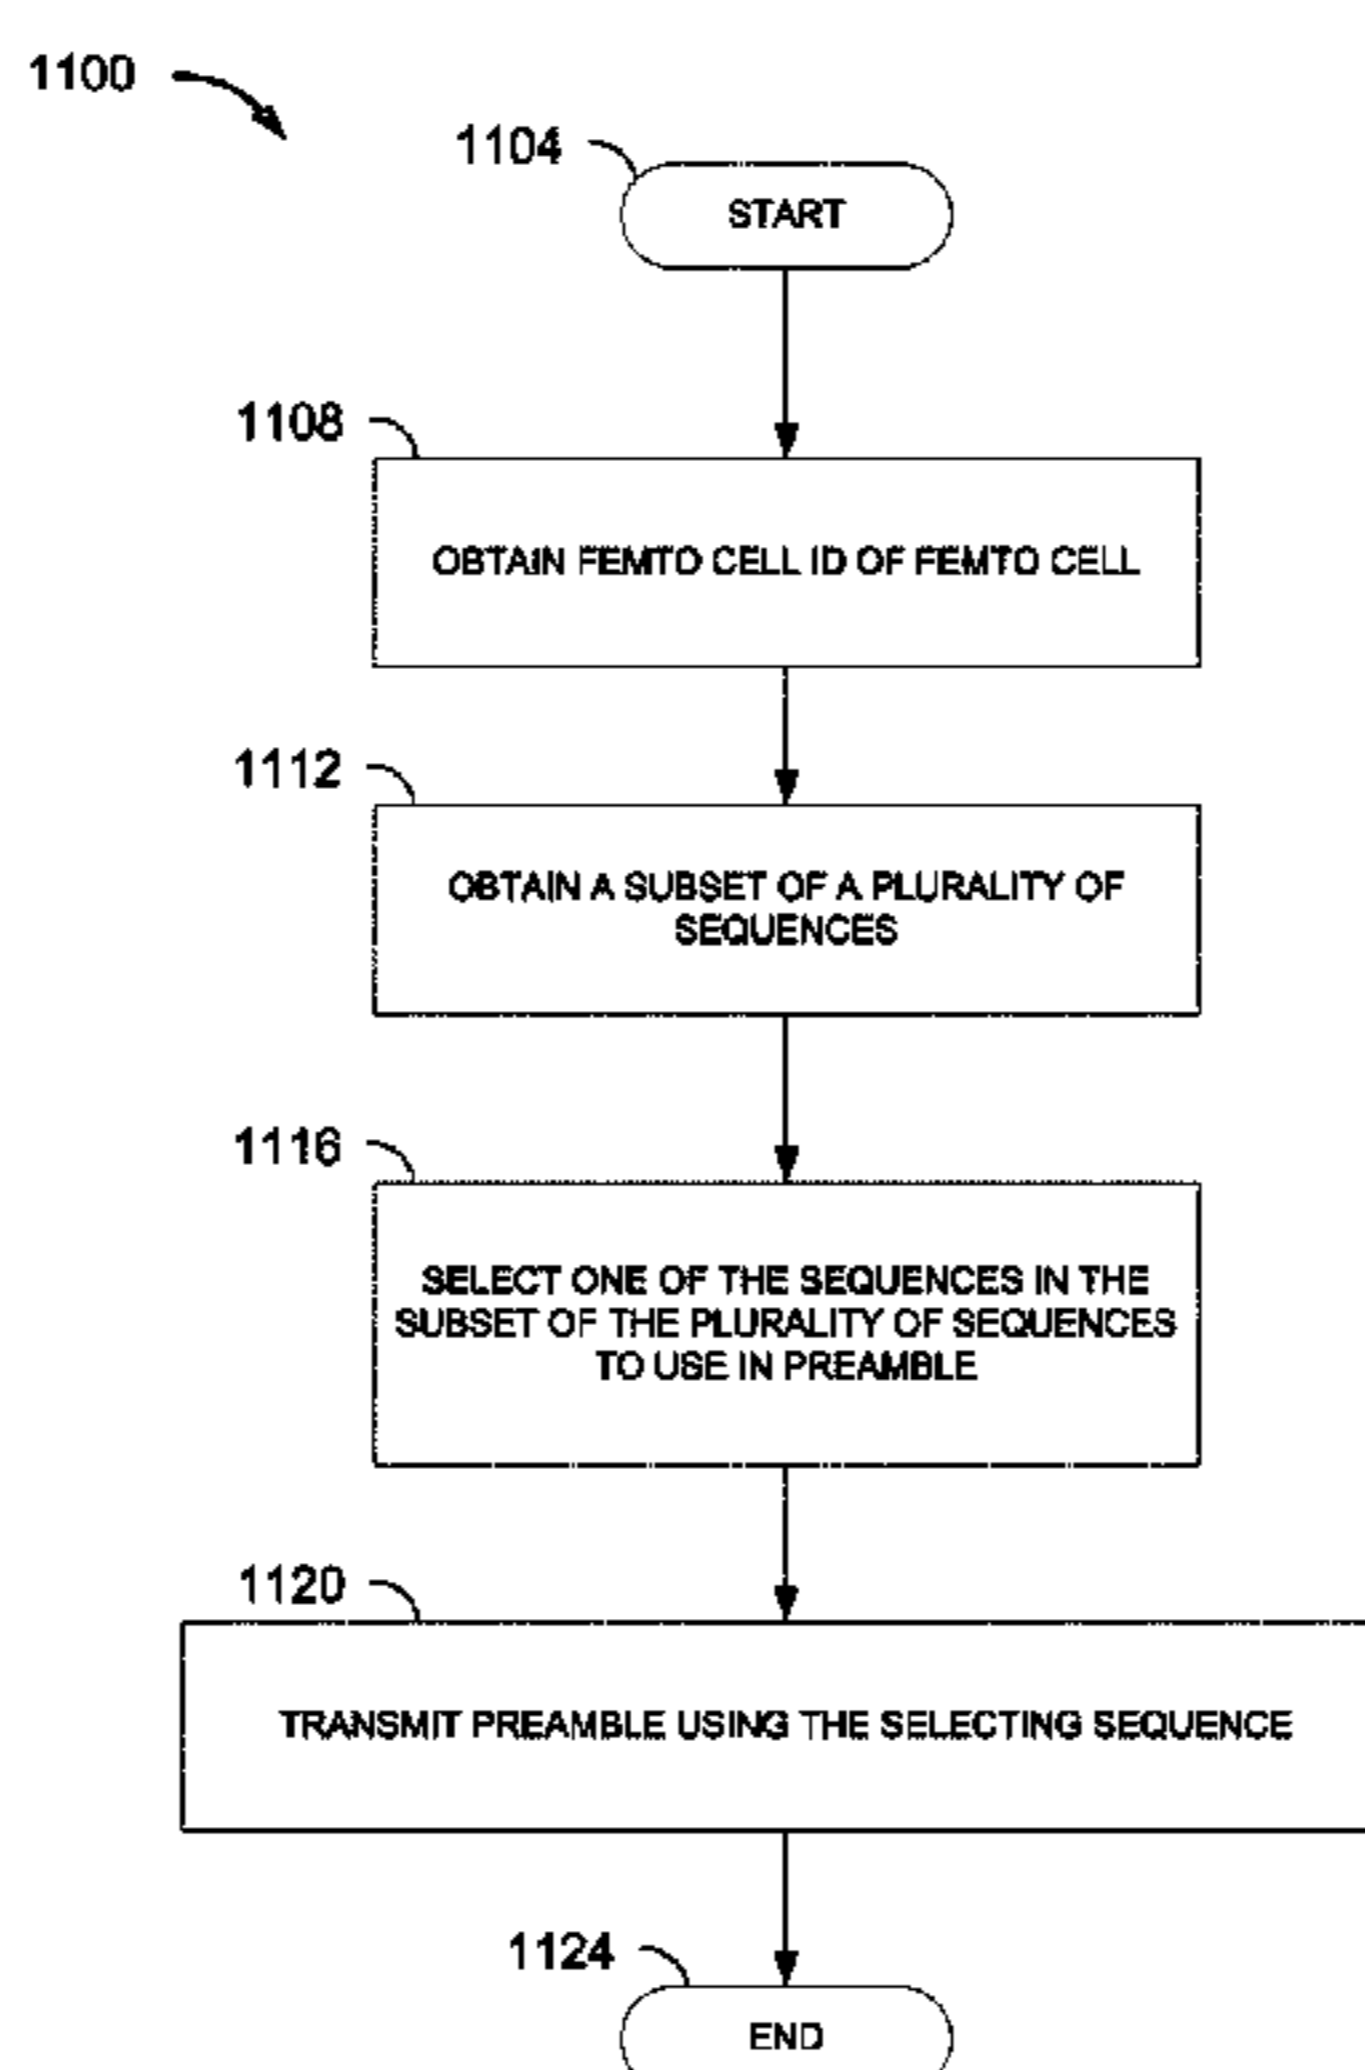 1100
1104
START
1108
OBTAIN FEMTO CELL ID OF FEMTO CELL
1112
OBTAIN A SUBSET OF A PLURALITY OF
SEQUENCES
1116
SELECT ONE OF THE SEQUENCES IN THE
SUBSET OF THE PLURALITY OF SEQUENCES
TO USE IN PREAMBLE
1120
TRANSMIT PREAMBLE USING THE SELECTING SEQUENCE
1124
END